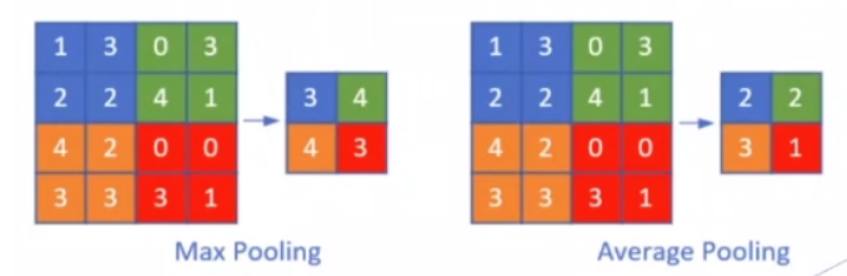 1 3 0 3 1 3 0 3
2 2 4 1 3 4 2 2 4 1 2 2
4 2 0 0 4 3 4 2 0 0 3 1
3 3 3 1 3 3 3 1
Max Pooling Average Pooling